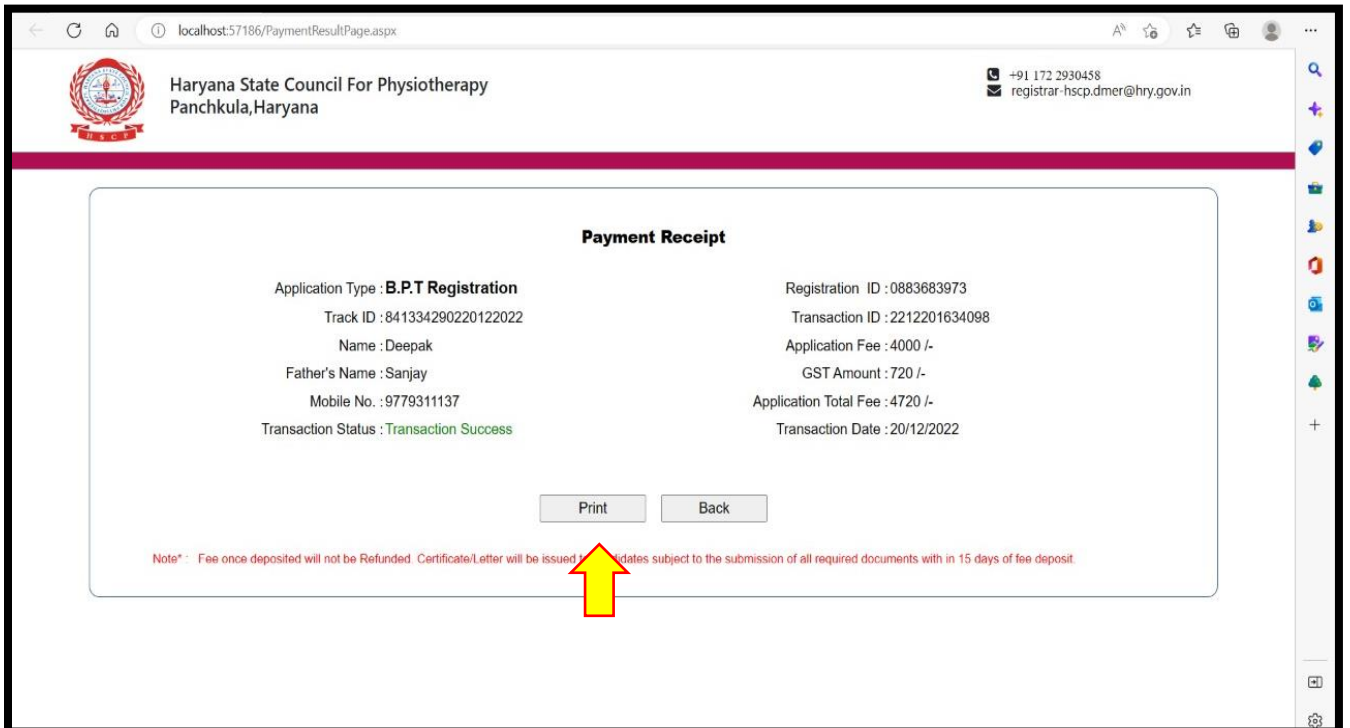 localhost:57186/PaymentResultPage.aspx
Haryana State Council For Physiotherapy
Panchkula,Haryana
+91 172 2930458
registrar-hscp.dmer@hry.gov.in
H S C P
Payment Receipt
Application Type : B.P.T Registration
Registration ID : 0883683973
Track ID : 841334290220122022
Transaction ID : 2212201634098
Name : Deepak
Application Fee : 4000 /-
Father's Name : Sanjay
GST Amount : 720 /-
Mobile No. : 9779311137
Application Total Fee : 4720 /-
Transaction Status : Transaction Success
Transaction Date : 20/12/2022
Print
Back
Note* : Fee once deposited will not be Refunded. Certificate/Letter will be issued subject to the submission of all required documents with in 15 days of fee deposit.